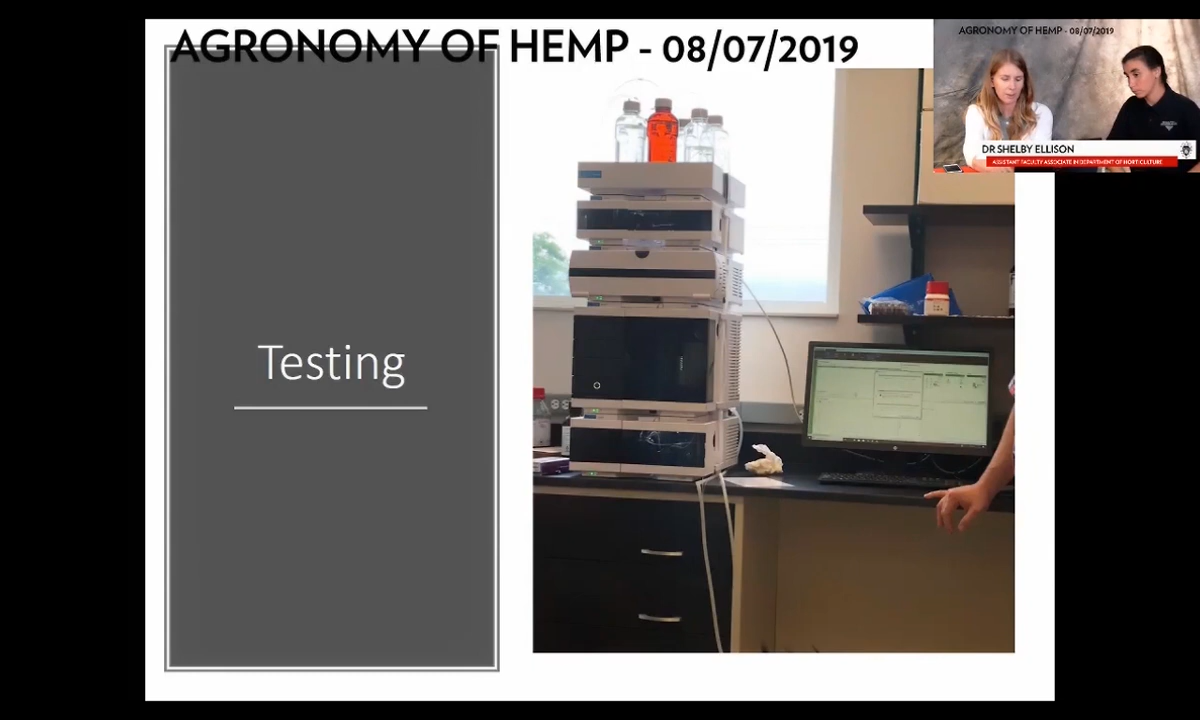 AGRONOMY OF HEMP - 08/07/2019
AGRONOMY OF HEMP - 08/07/2019
DR SHELBY ELLISON
ASSISTANT FACULTY ASSOCIATE IN DEPARTMENT OF HORTICULTURE
Testing